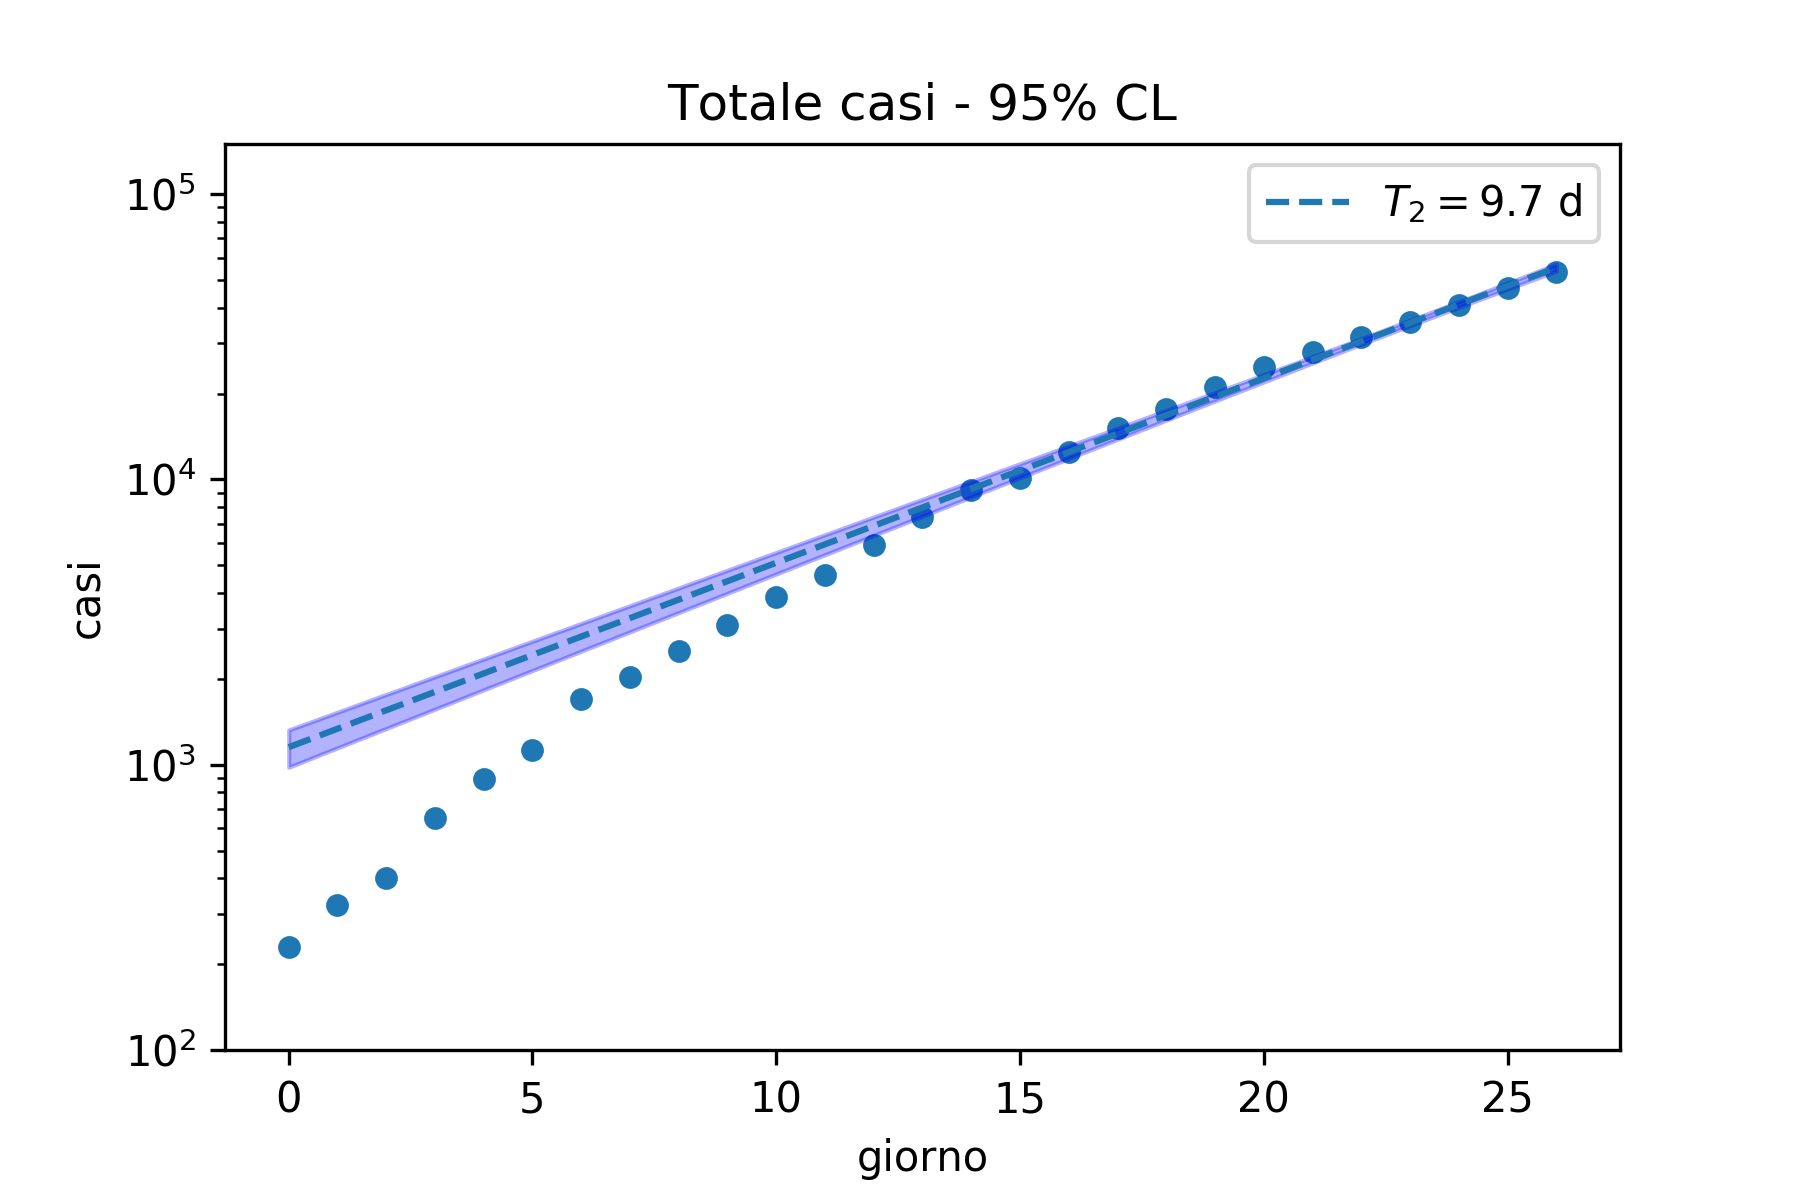 Totale casi - 95% CL
T₂ = 9.7 d
10⁵
10⁴
10³
10²
casi
0 5 10 15 20 25
giorno